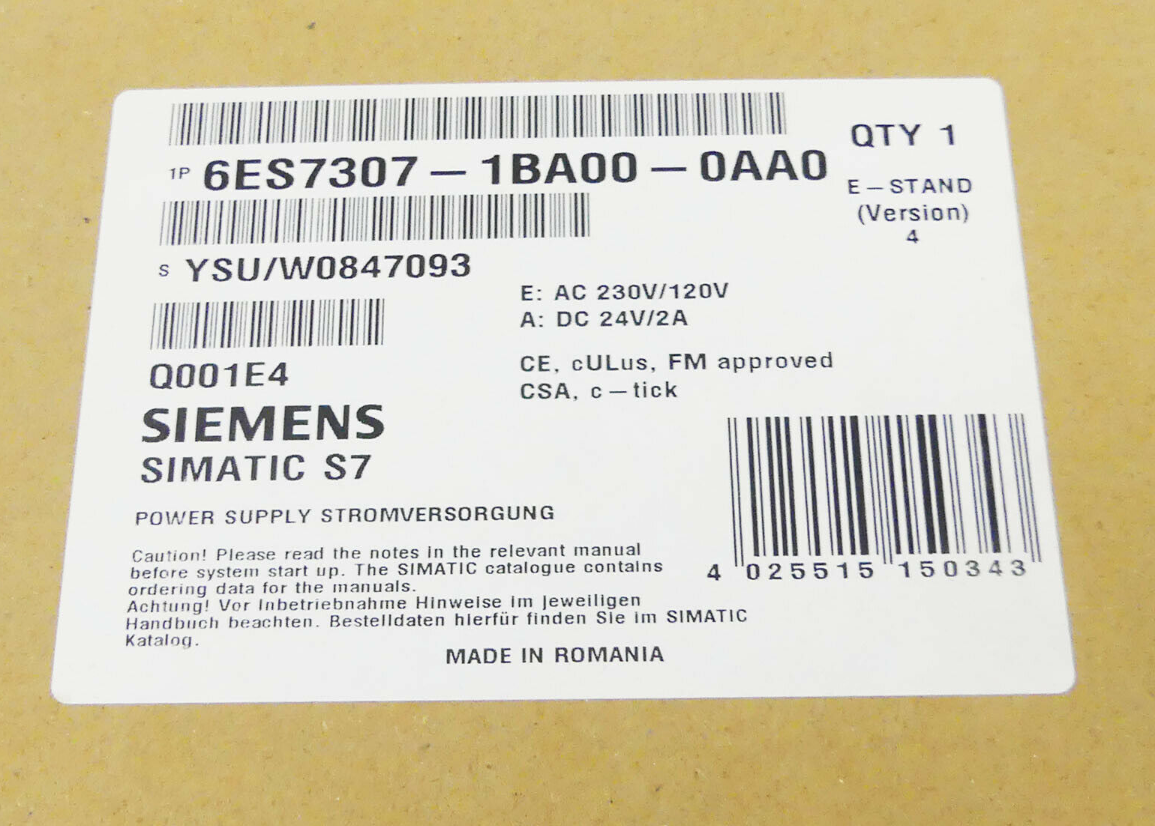 1P 6ES7307-1BA00-0AA0
QTY 1
E-STAND
(Version)
4
S YSU/W0847093
E: AC 230V/120V
A: DC 24V/2A
Q001E4
CE, cULus, FM approved
CSA, c-tick
SIEMENS
SIMATIC S7
POWER SUPPLY STROMVERSORGUNG
Caution! Please read the notes in the relevant manual
before system start up. The SIMATIC catalogue contains
ordering data for the manuals.
Achtung! Vor Inbetriebnahme Hinweise im jeweiligen
Handbuch beachten. Bestelldaten hierfür finden Sie im SIMATIC
Katalog.
4 025515 150343
MADE IN ROMANIA